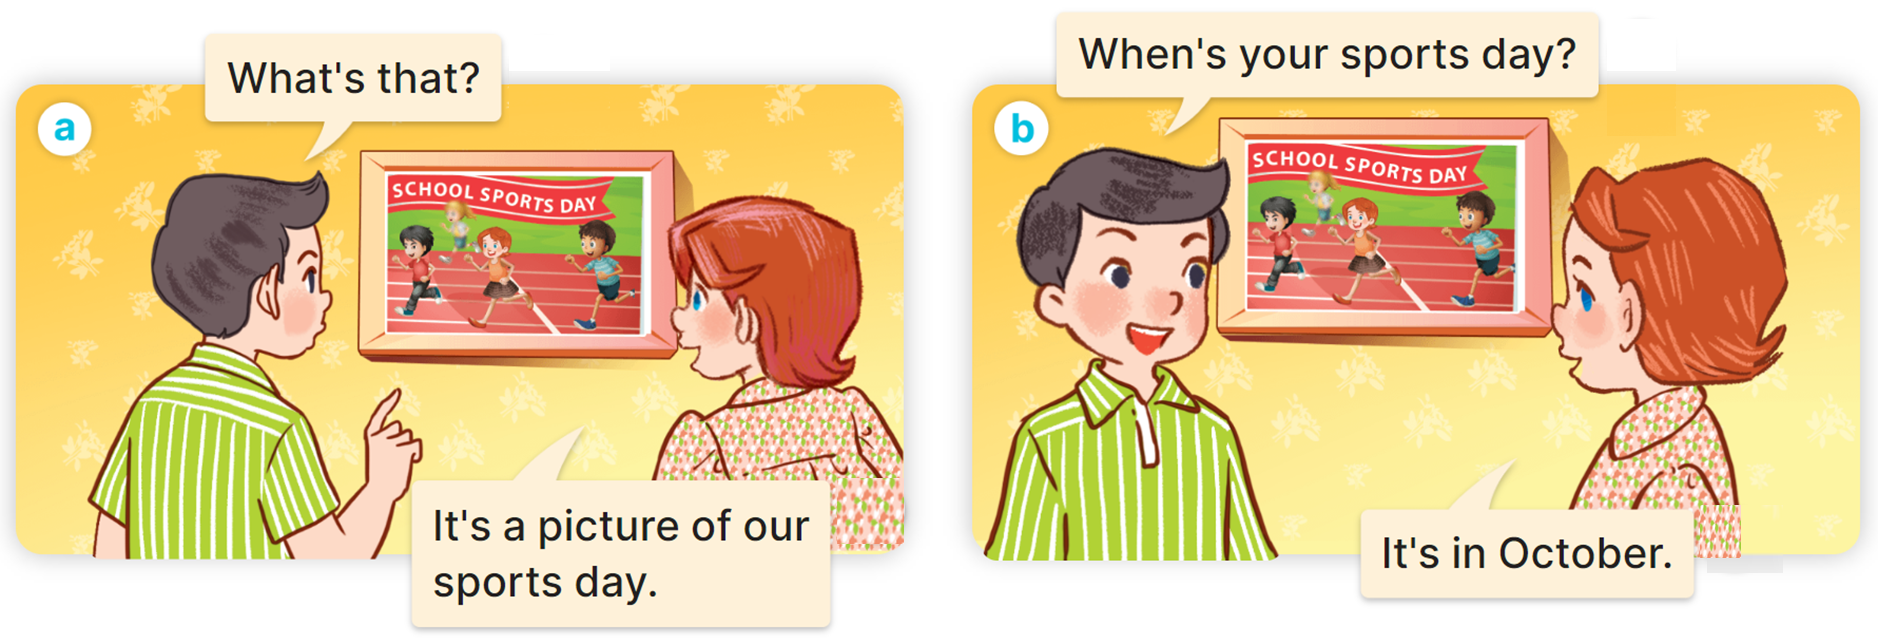 What's that?
a
SCHOOL SPORTS DAY
It's a picture of our
sports day.
When's your sports day?
b
SCHOOL SPORTS DAY
It's in October.